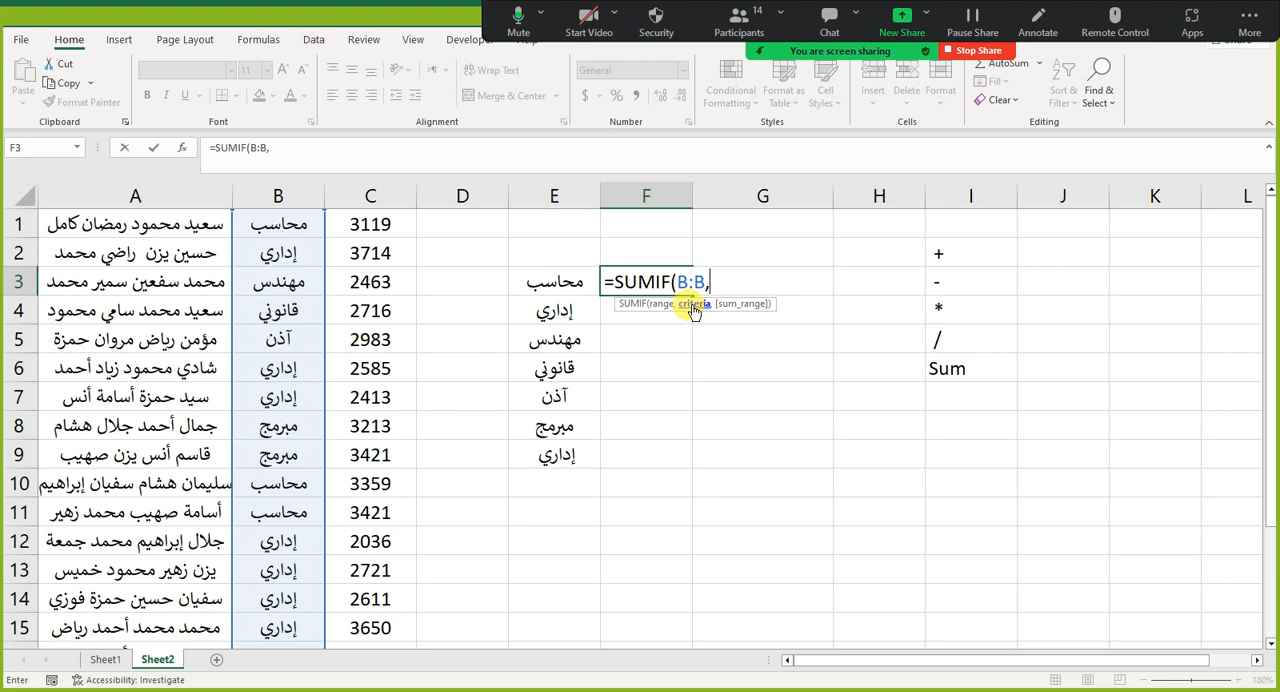 14
Mute
Start Video
Security
Participants
Chat
New Share
Pause Share
Annotate
Remote Control
Apps
More
You are screen sharing
Stop Share
File
Home
Insert
Page Layout
Formulas
Data
Review
View
Cut
Copy
Format Painter
Paste
Clipboard
11
B I U
Font
Wrap Text
Merge & Center
Alignment
General
$ % 9
Number
Conditional Formatting
Format as Table
Cell Styles
Styles
Insert
Delete
Format
Cells
AutoSum
Fill
Clear
Sort & Filter
Find & Select
Editing
F3
fx
=SUMIF(B:B,
A B C D E F G H I J K L
1 سعيد محمود رمضان كامل محاسب 3119
2 حسين يزن راضي محمد إداري 3714 +
3 محمد سفعين سمير محمد مهندس 2463 محاسب =SUMIF(B:B, -
SUMIF(range, criteria, [sum_range])
4 سعيد محمد سامي محمود قانوني 2716 إداري *
5 مؤمن رياض مروان حمزة آذن 2983 مهندس /
6 شادي محمود زياد أحمد إداري 2585 قانوني Sum
7 سيد حمزة أسامة أنس إداري 2413 آذن
8 جمال أحمد جلال هشام مبرمج 3213 مبرمج
9 قاسم أنس يزن صهيب مبرمج 3421 إداري
10 سليمان هشام سفيان إبراهيم محاسب 3359
11 أسامة صهيب محمد زهير محاسب 3421
12 جلال إبراهيم محمد جمعة إداري 2036
13 يزن زهير محمود خميس إداري 2721
14 سفيان حسين حمزة فوزي إداري 2611
15 محمد محمد أحمد رياض إداري 3650
Sheet1
Sheet2
Enter
Accessibility: Investigate
180%